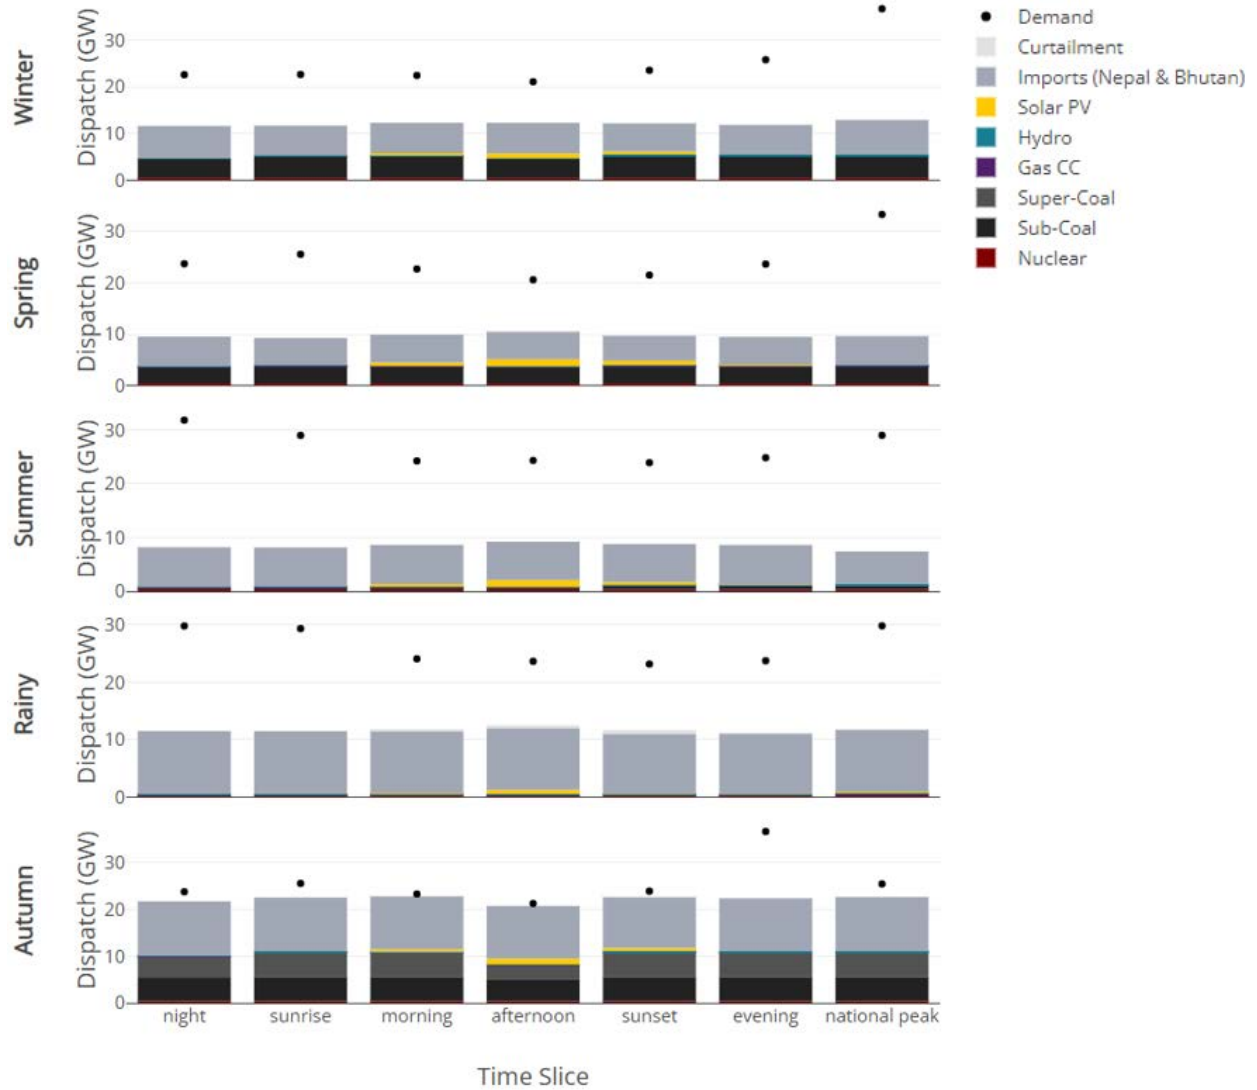 Winter
Dispatch (GW)
30
20
10
0
Demand
Curtailment
Imports (Nepal & Bhutan)
Solar PV
Hydro
Gas CC
Super-Coal
Sub-Coal
Nuclear
Spring
Dispatch (GW)
30
20
10
0
Summer
Dispatch (GW)
30
20
10
0
Rainy
Dispatch (GW)
30
20
10
0
Autumn
Dispatch (GW)
30
20
10
0
night sunrise morning afternoon sunset evening national peak
Time Slice